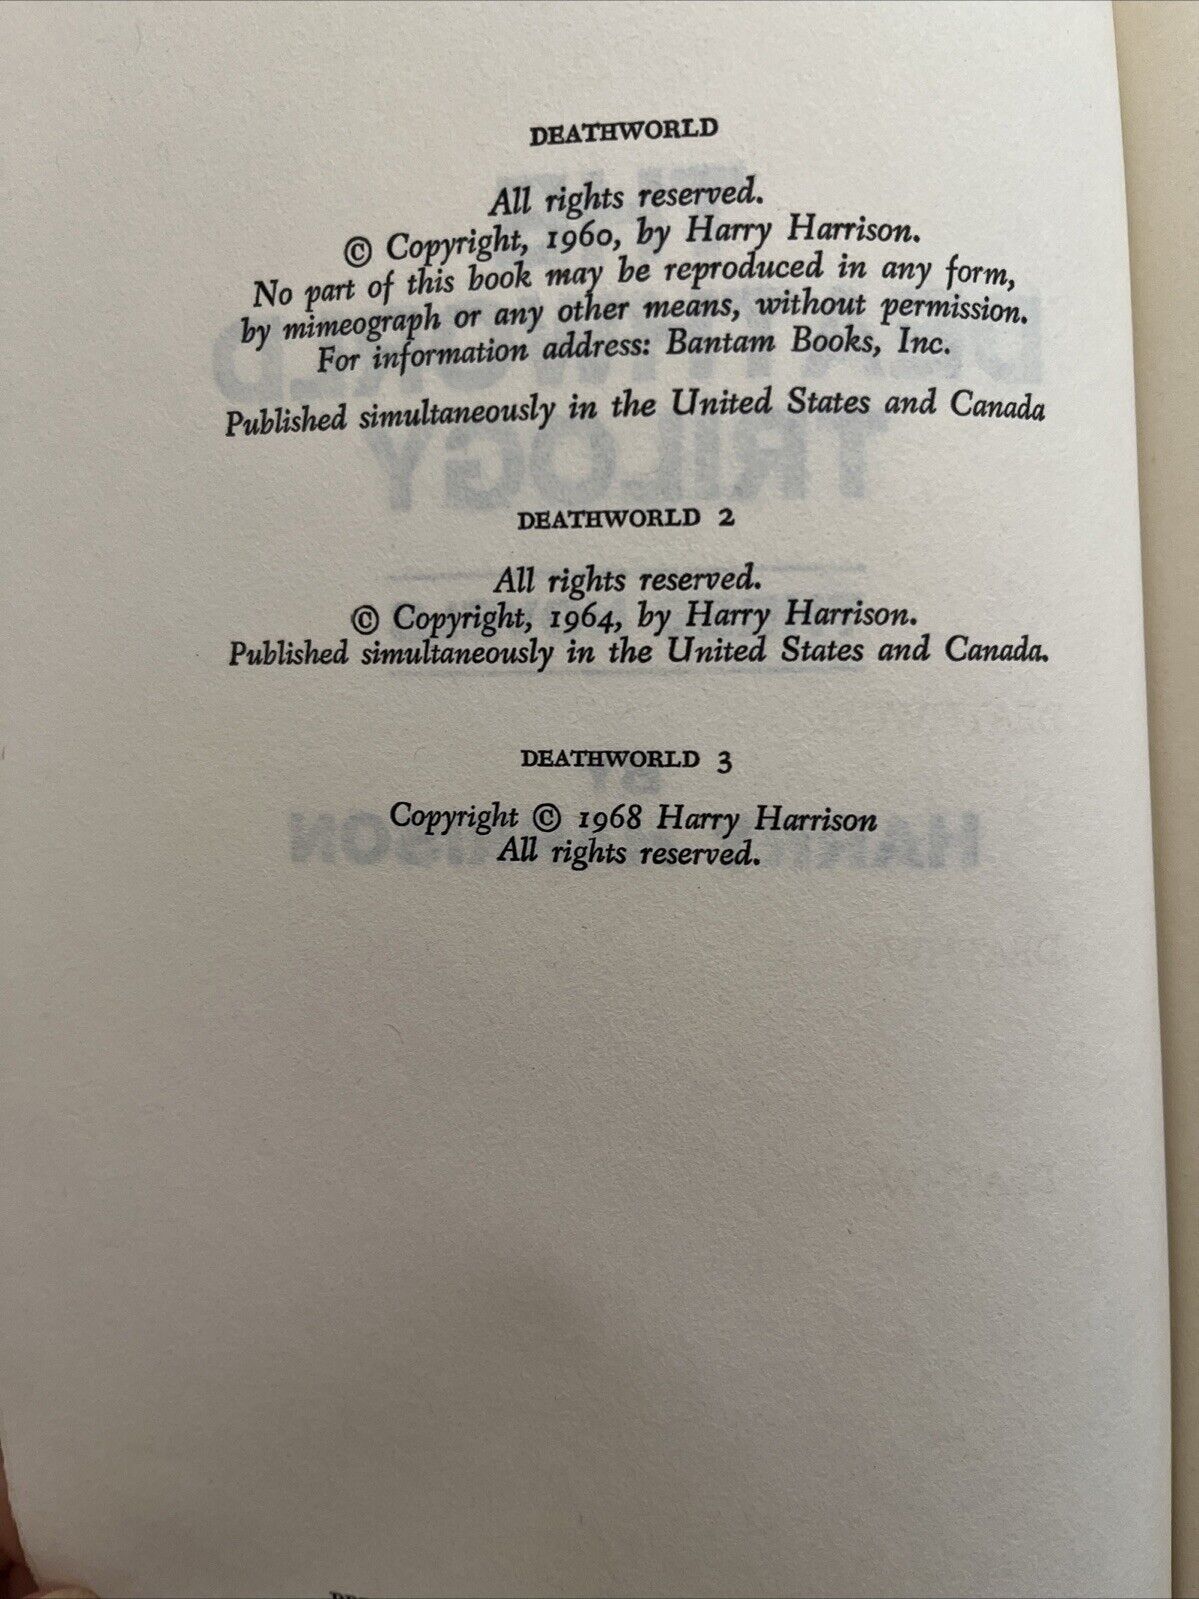 DEATHWORLD
All rights reserved.
© Copyright, 1960, by Harry Harrison.
No part of this book may be reproduced in any form,
by mimeograph or any other means, without permission.
For information address: Bantam Books, Inc.
Published simultaneously in the United States and Canada
DEATHWORLD 2
All rights reserved.
© Copyright, 1964, by Harry Harrison.
Published simultaneously in the United States and Canada.
DEATHWORLD 3
Copyright © 1968 Harry Harrison
All rights reserved.